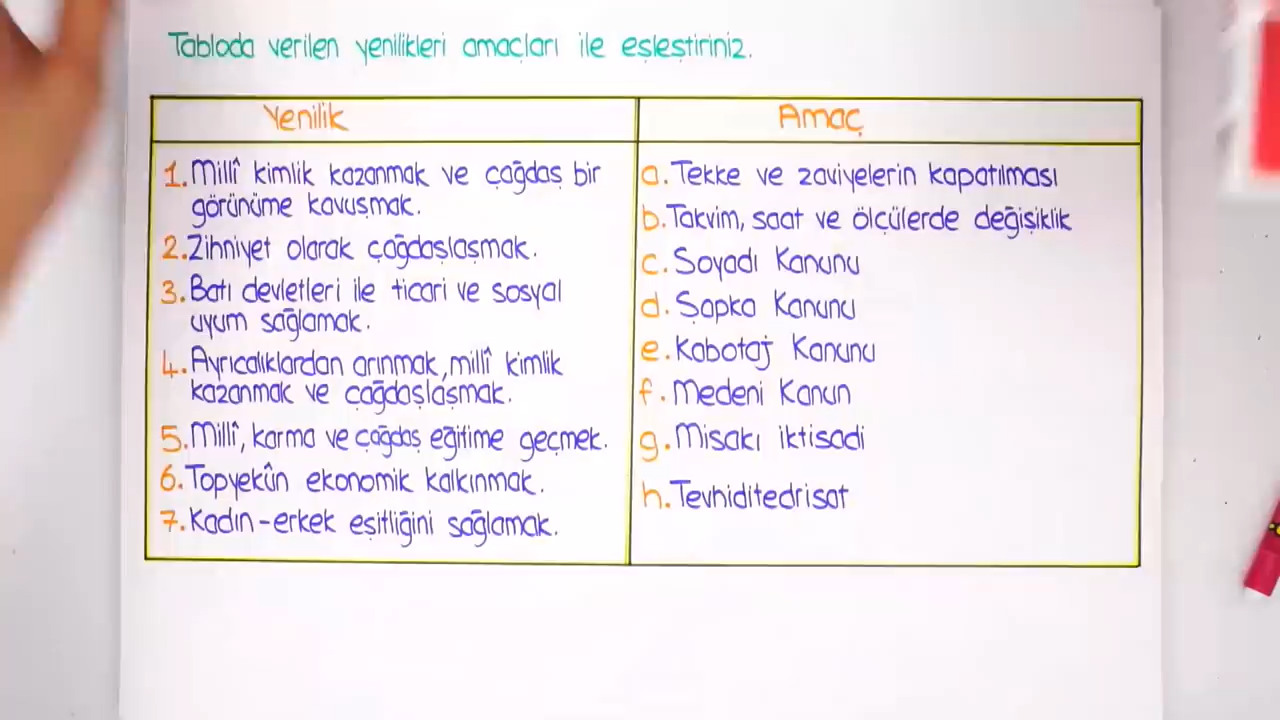 Tabloda verilen yenilikleri amaçları ile eşleştiriniz.
Yenilik
Amaç
1. Millî kimlik kazanmak ve çağdaş bir
görünüme kavuşmak.
2. Zihniyet olarak çağdaşlaşmak.
3. Batı devletleri ile ticari ve sosyal
uyum sağlamak.
4. Ayrıcalıklardan arınmak, millî kimlik
kazanmak ve çağdaşlaşmak.
5. Millî, karma ve çağdaş eğitime geçmek.
6. Topyekûn ekonomik kalkınmak.
7. Kadın-erkek eşitliğini sağlamak.
a. Tekke ve zaviyelerin kapatılması
b. Takvim, saat ve ölçülerde değişiklik
c. Soyadı Kanunu
d. Şapka Kanunu
e. Kabotaj Kanunu
f. Medeni Kanun
g. Misakı iktisadi
h. Tevhiditedrisat